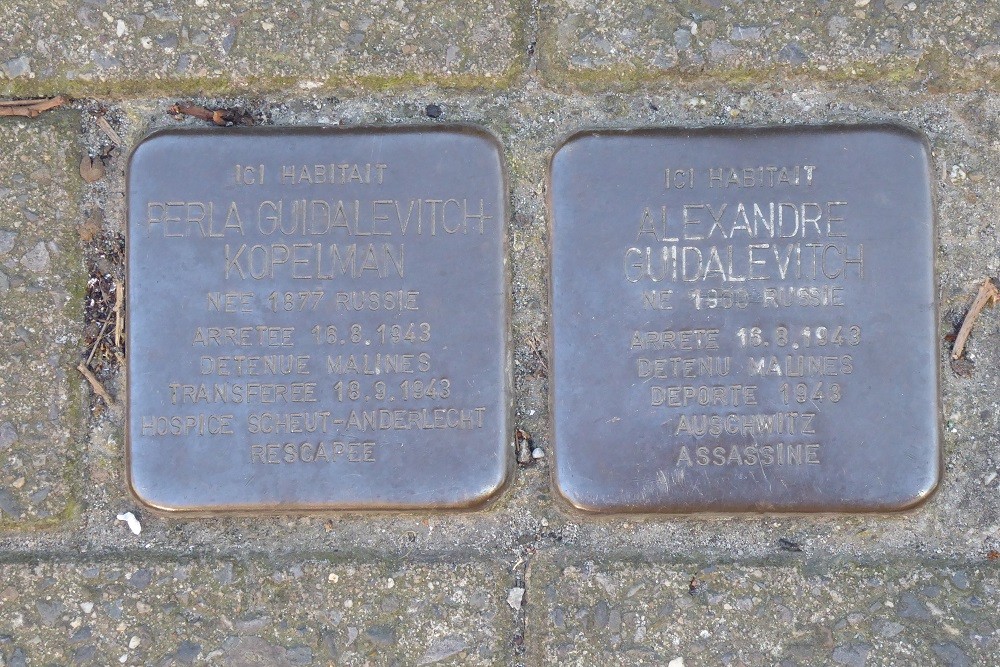 ICI HABITAIT
PERLA GUIDALEVITCH-
KOPELMAN
NEE 1877 RUSSIE
ARRETEE 16.8.1943
DETENUE MALINES
TRANSFEREE 18.9.1943
HOSPICE SCHEUT-ANDERLECHT
RESCAPEE
ICI HABITAIT
ALEXANDRE
GUIDALEVITCH
NE RUSSIE
ARRETE 16.8.1943
DETENU MALINES
DEPORTE 1943
AUSCHWITZ
ASSASSINE